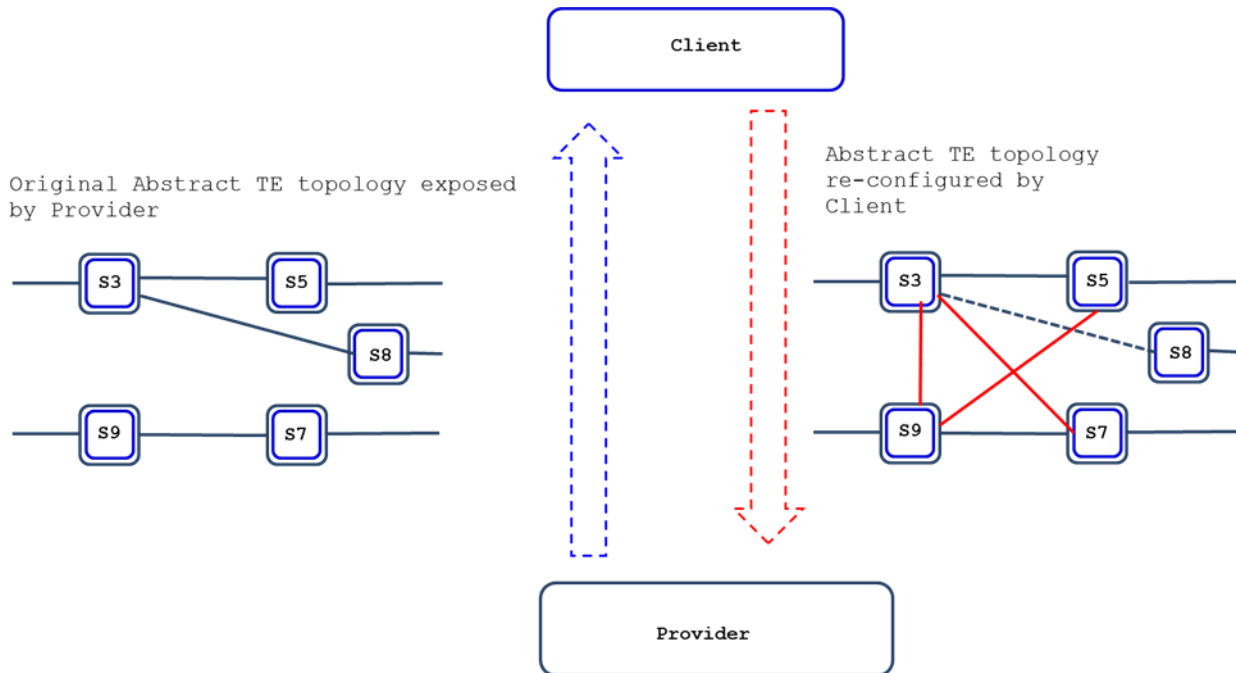 Client
Original Abstract TE topology exposed
by Provider
Abstract TE topology
re-configured by
Client
S3
S5
S8
S9
S7
S3
S5
S8
S9
S7
Provider